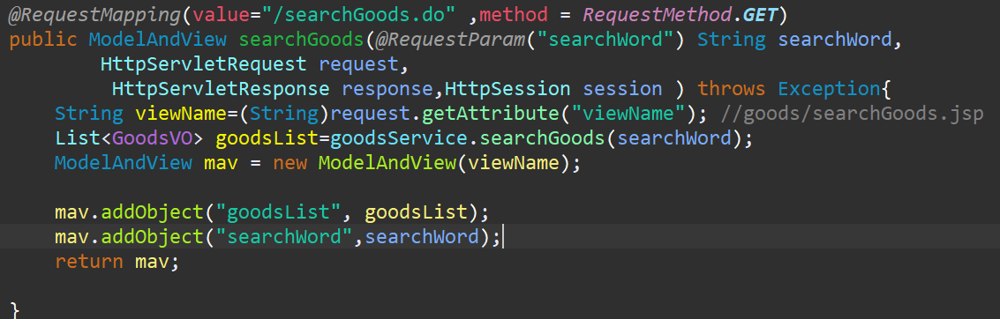 @RequestMapping(value="/searchGoods.do" ,method = RequestMethod.GET)
public ModelAndView searchGoods(@RequestParam("searchWord") String searchWord,
HttpServletRequest request,
HttpServletResponse response,HttpSession session ) throws Exception{
String viewName=(String)request.getAttribute("viewName"); //goods/searchGoods.jsp
List<GoodsVO> goodsList=goodsService.searchGoods(searchWord);
ModelAndView mav = new ModelAndView(viewName);
mav.addObject("goodsList", goodsList);
mav.addObject("searchWord",searchWord);
return mav;
}